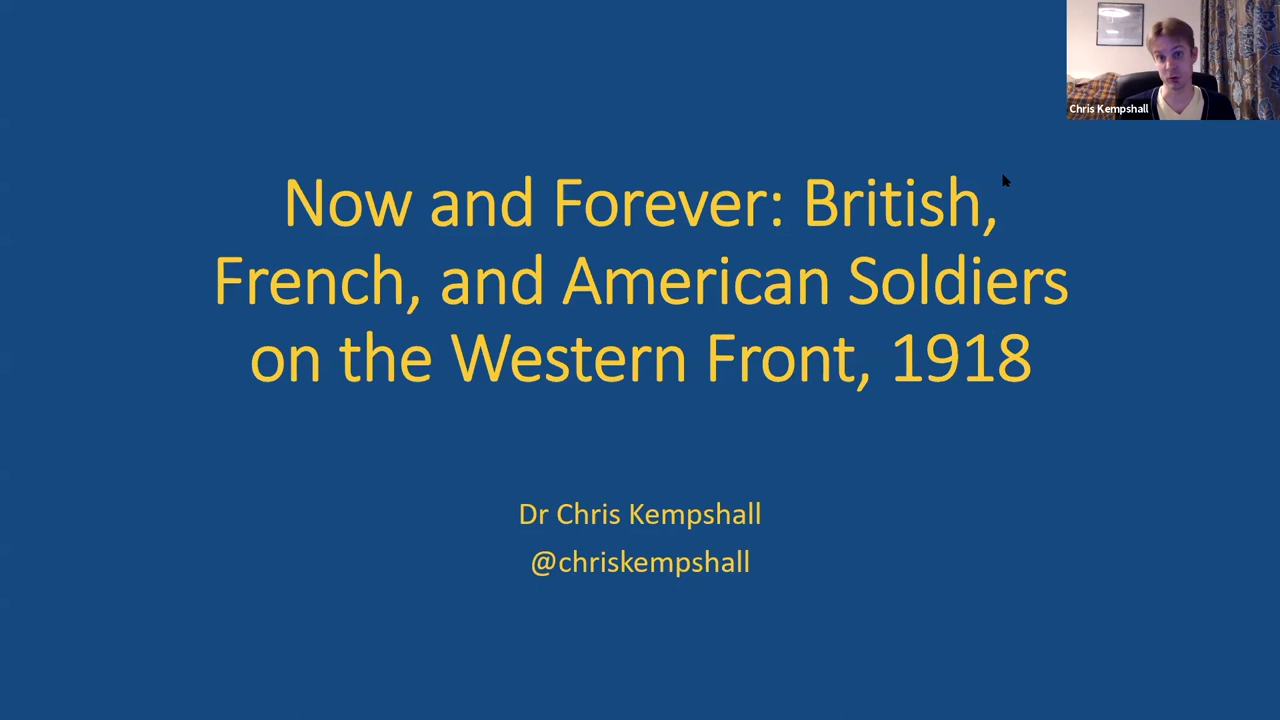 Chris Kempshall
Now and Forever: British,
French, and American Soldiers
on the Western Front, 1918
Dr Chris Kempshall
@chriskempshall